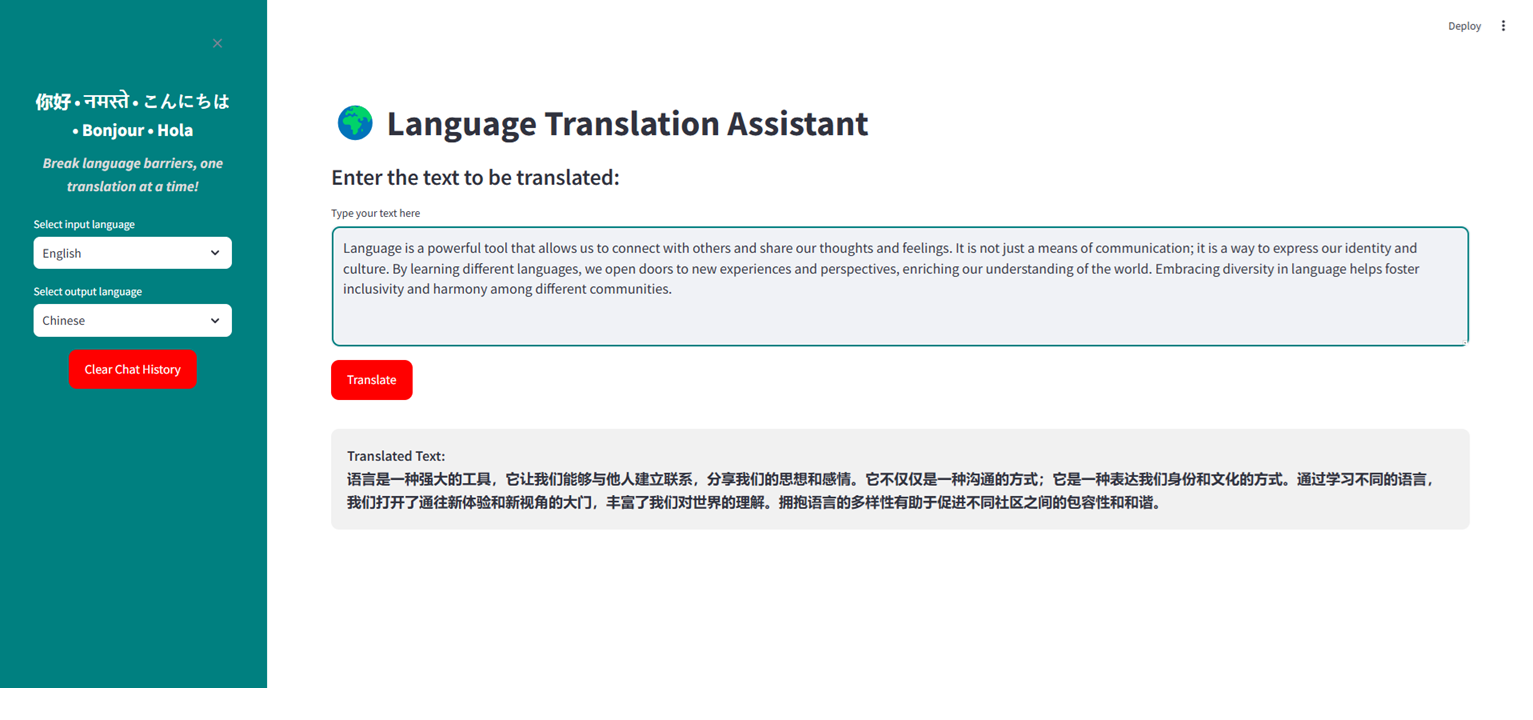 Deploy
你好 • नमस्ते • こんにちは
• Bonjour • Hola
Break language barriers, one
translation at a time!
Select input language
English
Select output language
Chinese
Clear Chat History
Language Translation Assistant
Enter the text to be translated:
Type your text here
Language is a powerful tool that allows us to connect with others and share our thoughts and feelings. It is not just a means of communication; it is a way to express our identity and
culture. By learning different languages, we open doors to new experiences and perspectives, enriching our understanding of the world. Embracing diversity in language helps foster
inclusivity and harmony among different communities.
Translate
Translated Text:
语言是一种强大的工具，它让我们能够与他人建立联系，分享我们的思想和感情。它不仅仅是一种沟通的方式；它是一种表达我们身份和文化的方式。通过学习不同的语言，
我们打开了通往新体验和新视角的大门，丰富了我们对世界的理解。拥抱语言的多样性有助于促进不同社区之间的包容性和和谐。